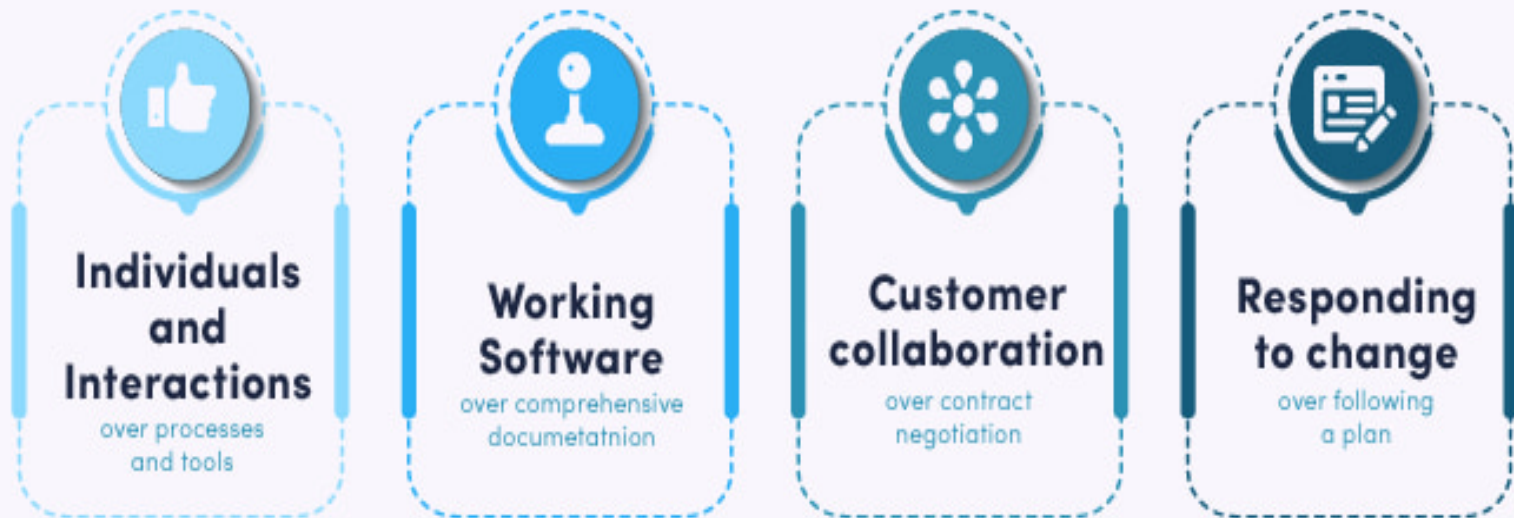 Individuals
and
Interactions
over processes
and tools
Working
Software
over comprehensive
documetatnion
Customer
collaboration
over contract
negotiation
Responding
to change
over following
a plan